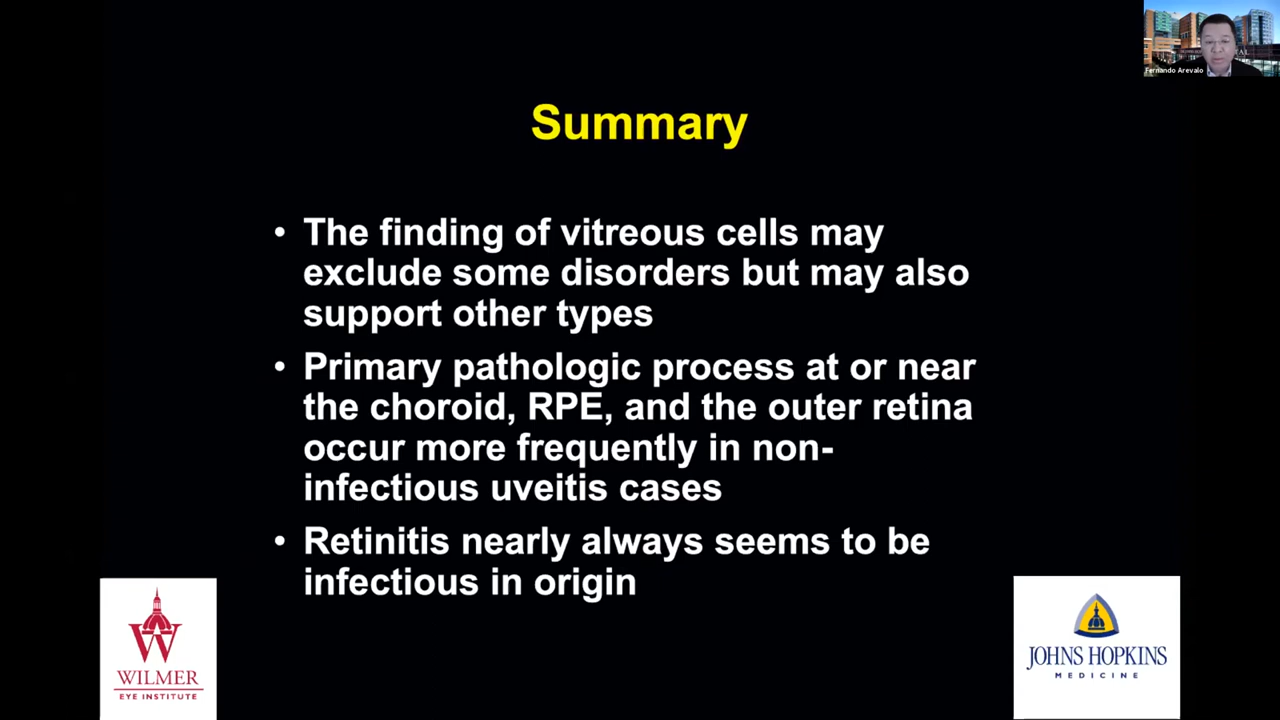 Fernando Arevalo
Summary
• The finding of vitreous cells may
exclude some disorders but may also
support other types
• Primary pathologic process at or near
the choroid, RPE, and the outer retina
occur more frequently in non-
infectious uveitis cases
• Retinitis nearly always seems to be
infectious in origin
W
WILMER
EYE INSTITUTE
JOHNS HOPKINS
MEDICINE